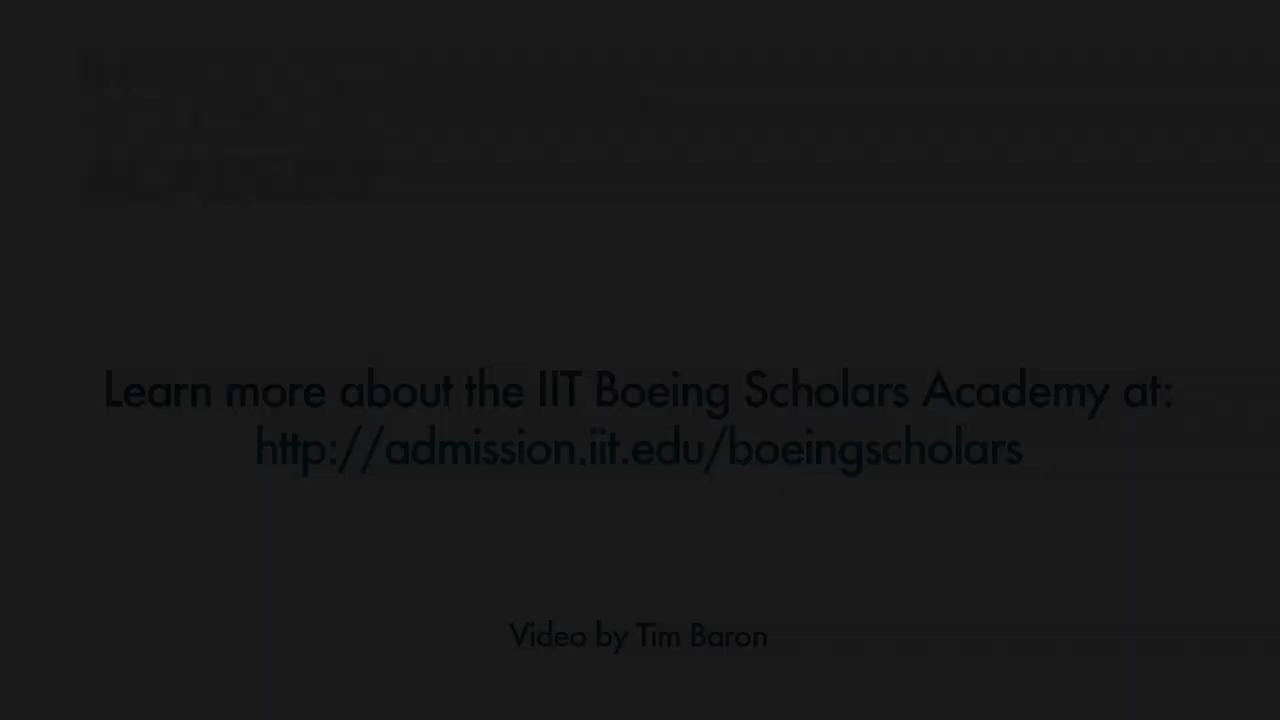 Learn more about the IIT Boeing Scholars Academy at:
http://admission.iit.edu/boeingscholars
Video by Tim Baron